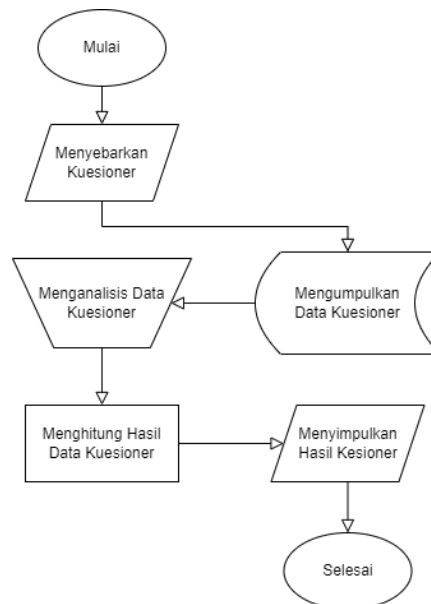 Mulai
Menyebarkan
Kuesioner
Mengumpulkan
Data Kuesioner
Menganalisis Data
Kuesioner
Menghitung Hasil
Data Kuesioner
Menyimpulkan
Hasil Kesioner
Selesai